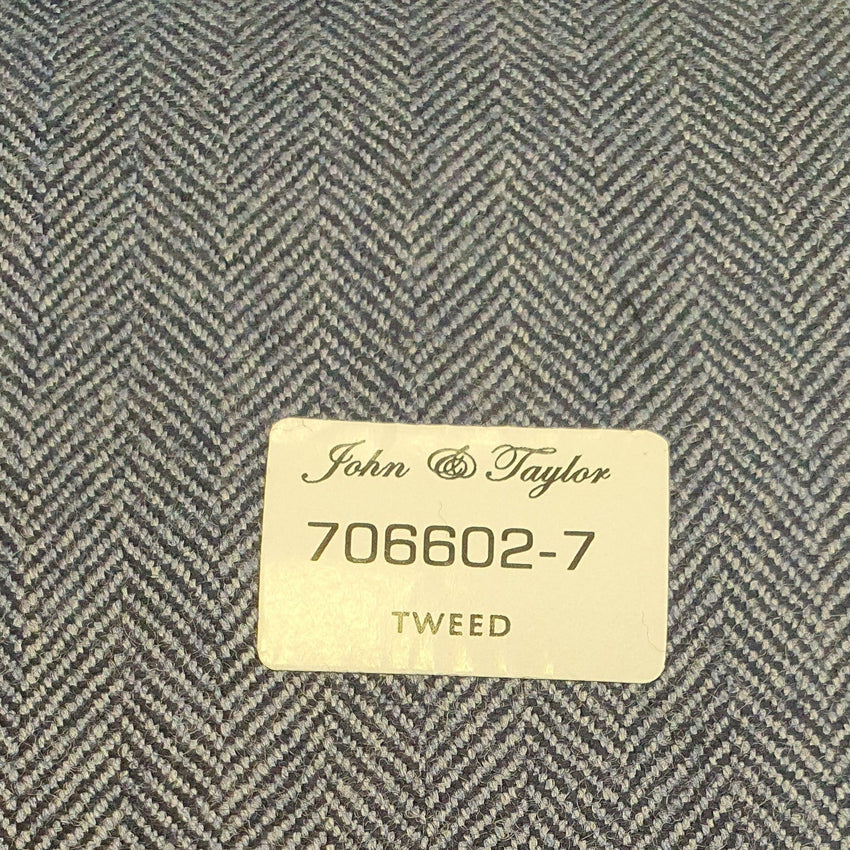 John & Taylor
706602-7
TWEED